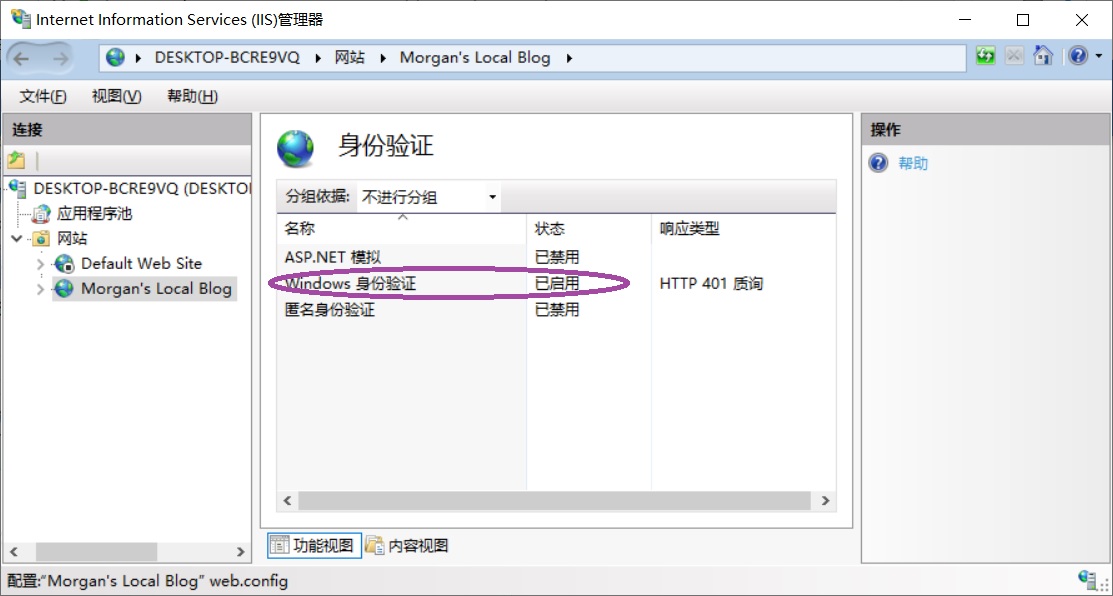 Internet Information Services (IIS)管理器
DESKTOP-BCRE9VQ 网站 Morgan's Local Blog
文件(F) 视图(V) 帮助(H)
连接
DESKTOP-BCRE9VQ (DESKTO
应用程序池
网站
Default Web Site
Morgan's Local Blog
身份验证
分组依据: 不进行分组
名称 状态 响应类型
ASP.NET 模拟 已禁用
Windows 身份验证 已启用 HTTP 401 质询
匿名身份验证 已禁用
功能视图 内容视图
操作
帮助
配置:“Morgan's Local Blog” web.config